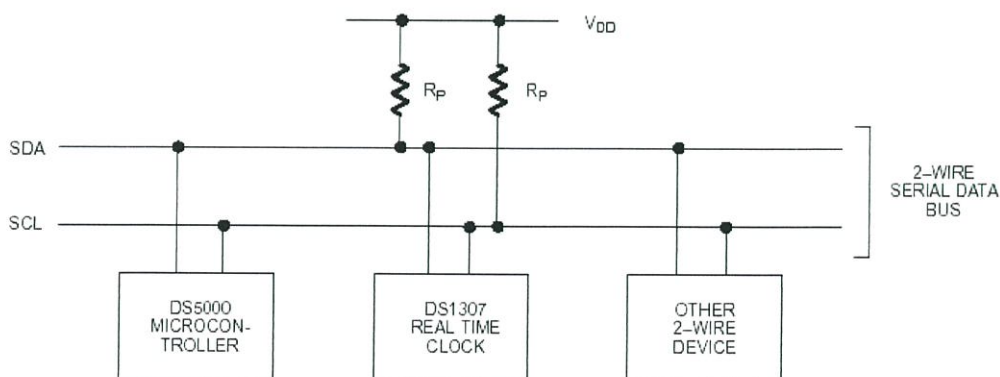 VDD
RP
RP
SDA
SCL
2–WIRE
SERIAL DATA
BUS
DS5000
MICROCON-
TROLLER
DS1307
REAL TIME
CLOCK
OTHER
2–WIRE
DEVICE